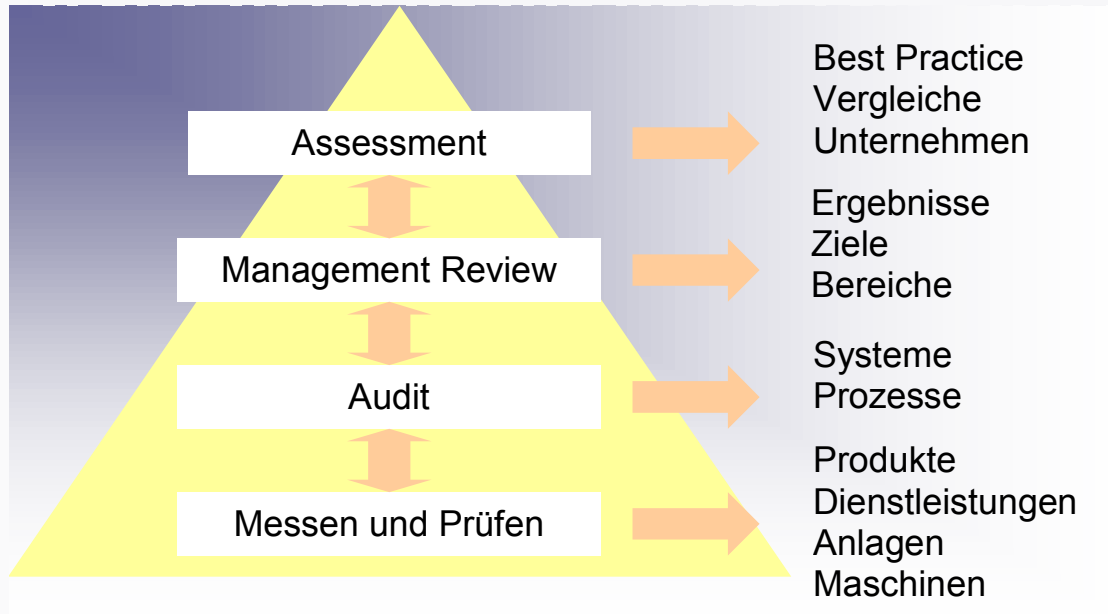 Assessment
Best Practice
Vergleiche
Unternehmen
Management Review
Ergebnisse
Ziele
Bereiche
Audit
Systeme
Prozesse
Messen und Prüfen
Produkte
Dienstleistungen
Anlagen
Maschinen